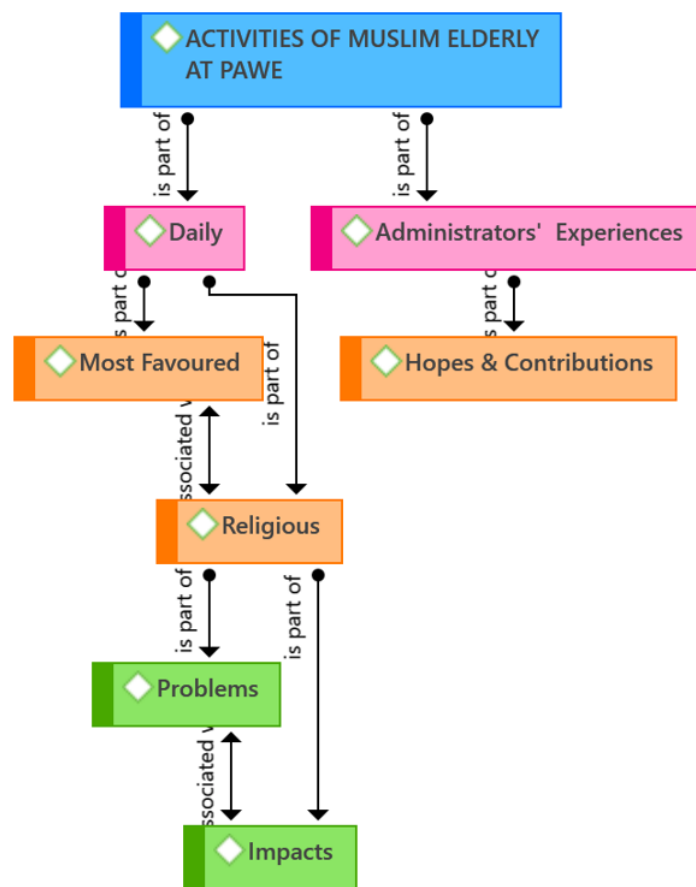 ACTIVITIES OF MUSLIM ELDERLY
AT PAWE
is part of
is part of
Daily
Administrators' Experiences
is part of
is part of
Most Favoured
is part of
Hopes & Contributions
Religious
is part of
is part of
Problems
Impacts